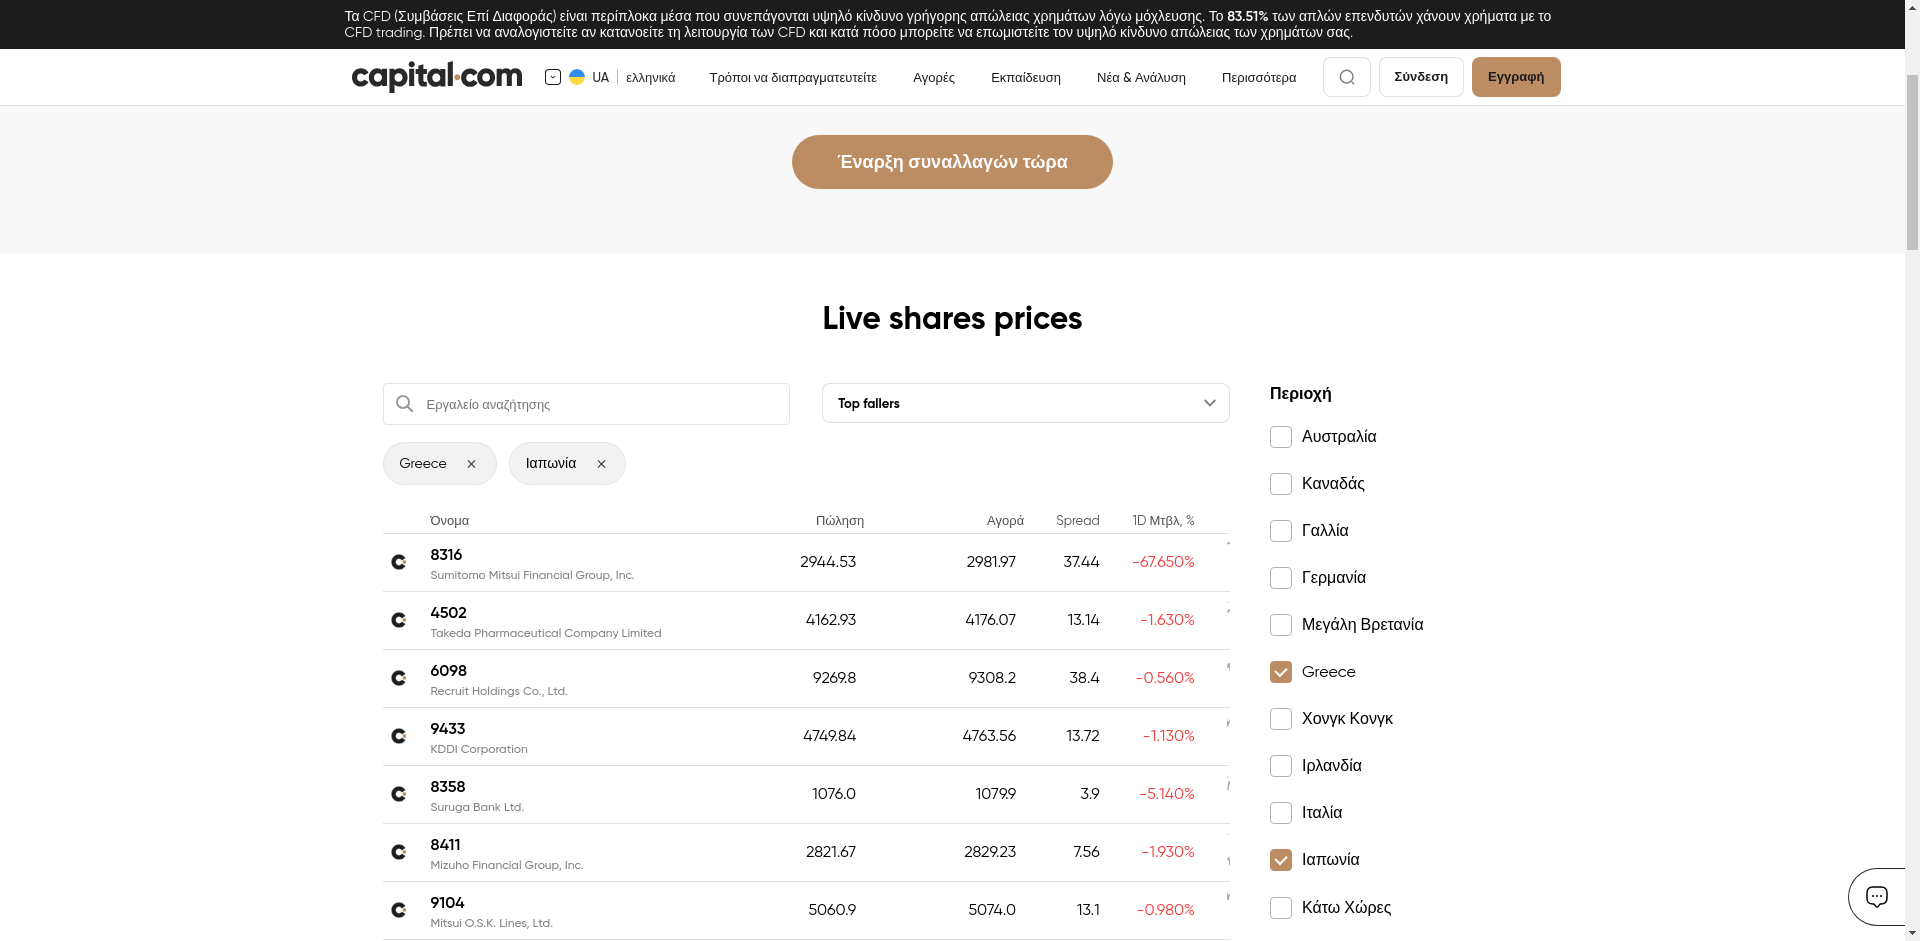 Τα CFD (Συμβάσεις Επί Διαφοράς) είναι περίπλοκα μέσα που συνεπάγονται υψηλό κίνδυνο γρήγορης απώλειας χρημάτων λόγω μόχλευσης. Το 83.51% των απλών επενδυτών χάνουν χρήματα με το
CFD trading. Πρέπει να αναλογιστείτε αν κατανοείτε τη λειτουργία των CFD και κατά πόσο μπορείτε να επωμιστείτε τον υψηλό κίνδυνο απώλειας των χρημάτων σας.
capital.com UA ελληνικά Τρόποι να διαπραγματευτείτε Αγορές Εκπαίδευση Νέα & Ανάλυση Περισσότερα Σύνδεση Εγγραφή
Έναρξη συναλλαγών τώρα
Live shares prices
Εργαλείο αναζήτησης
Top fallers
Greece Ιαπωνία
Όνομα Πώληση Αγορά Spread 1D Μτβλ, %
8316 2944.53 2981.97 37.44 -67.650%
Sumitomo Mitsui Financial Group, Inc.
4502 4162.93 4176.07 13.14 -1.630%
Takeda Pharmaceutical Company Limited
6098 9269.8 9308.2 38.4 -0.560%
Recruit Holdings Co., Ltd.
9433 4749.84 4763.56 13.72 -1.130%
KDDI Corporation
8358 1076.0 1079.9 3.9 -5.140%
Suruga Bank Ltd.
8411 2821.67 2829.23 7.56 -1.930%
Mizuho Financial Group, Inc.
9104 5060.9 5074.0 13.1 -0.980%
Mitsui O.S.K. Lines, Ltd.
Περιοχή
Αυστραλία
Καναδάς
Γαλλία
Γερμανία
Μεγάλη Βρετανία
Greece
Χονγκ Κονγκ
Ιρλανδία
Ιταλία
Ιαπωνία
Κάτω Χώρες